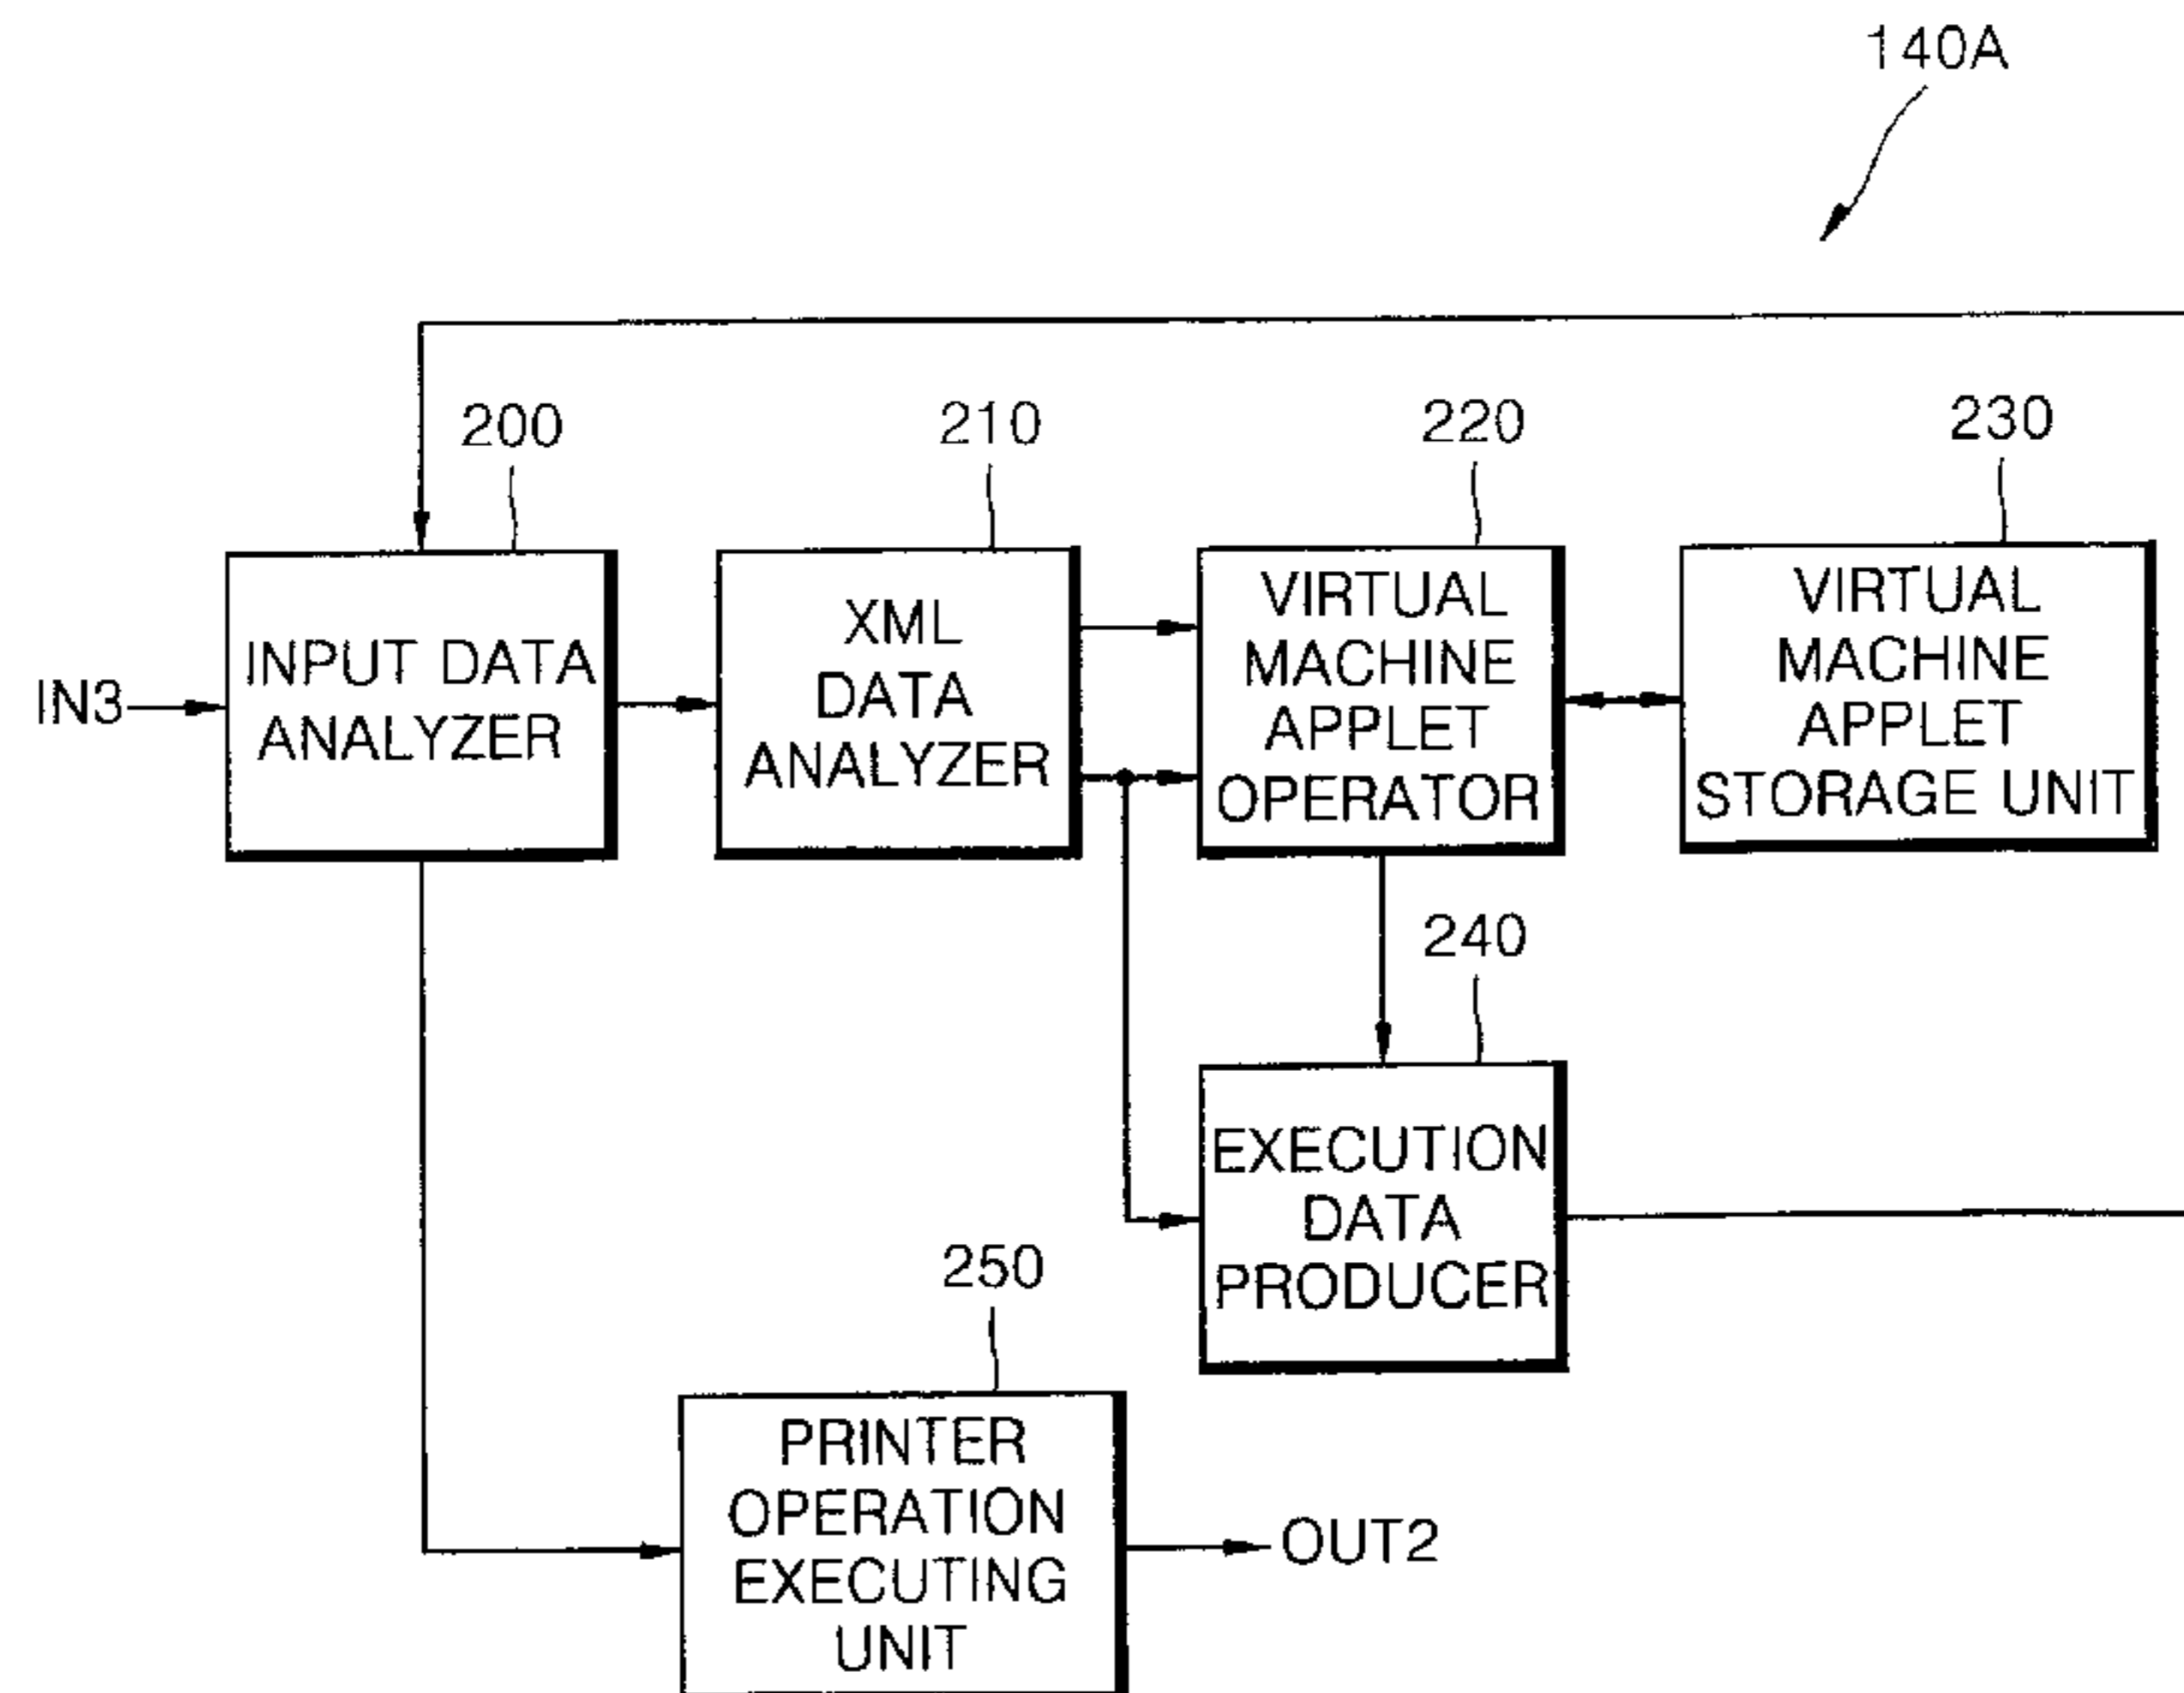 140A
200
210
220
230
IN3
INPUT DATA
ANALYZER
XML
DATA
ANALYZER
VIRTUAL
MACHINE
APPLET
OPERATOR
VIRTUAL
MACHINE
APPLET
STORAGE UNIT
240
EXECUTION
DATA
PRODUCER
250
PRINTER
OPERATION
EXECUTING
UNIT
OUT2